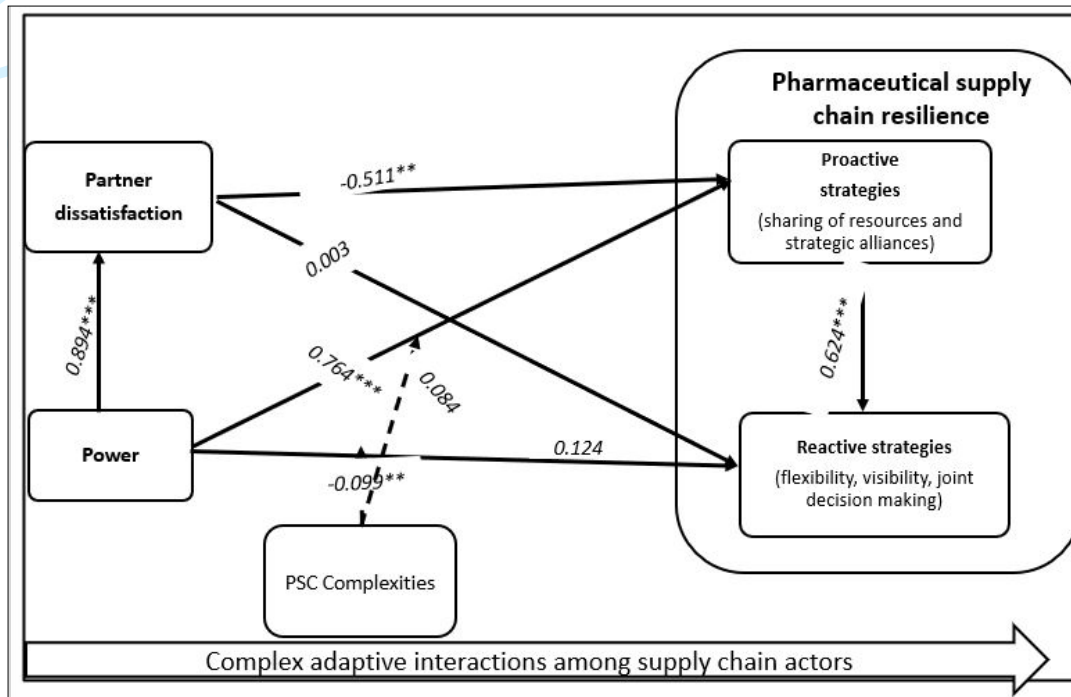 Pharmaceutical supply
chain resilience
Partner
dissatisfaction
-0.511**
Proactive
strategies
(sharing of resources and
strategic alliances)
0.003
0.894***
0.764***
0.084
0.624***
Power
0.124
-0.099**
Reactive strategies
(flexibility, visibility, joint
decision making)
PSC Complexities
Complex adaptive interactions among supply chain actors